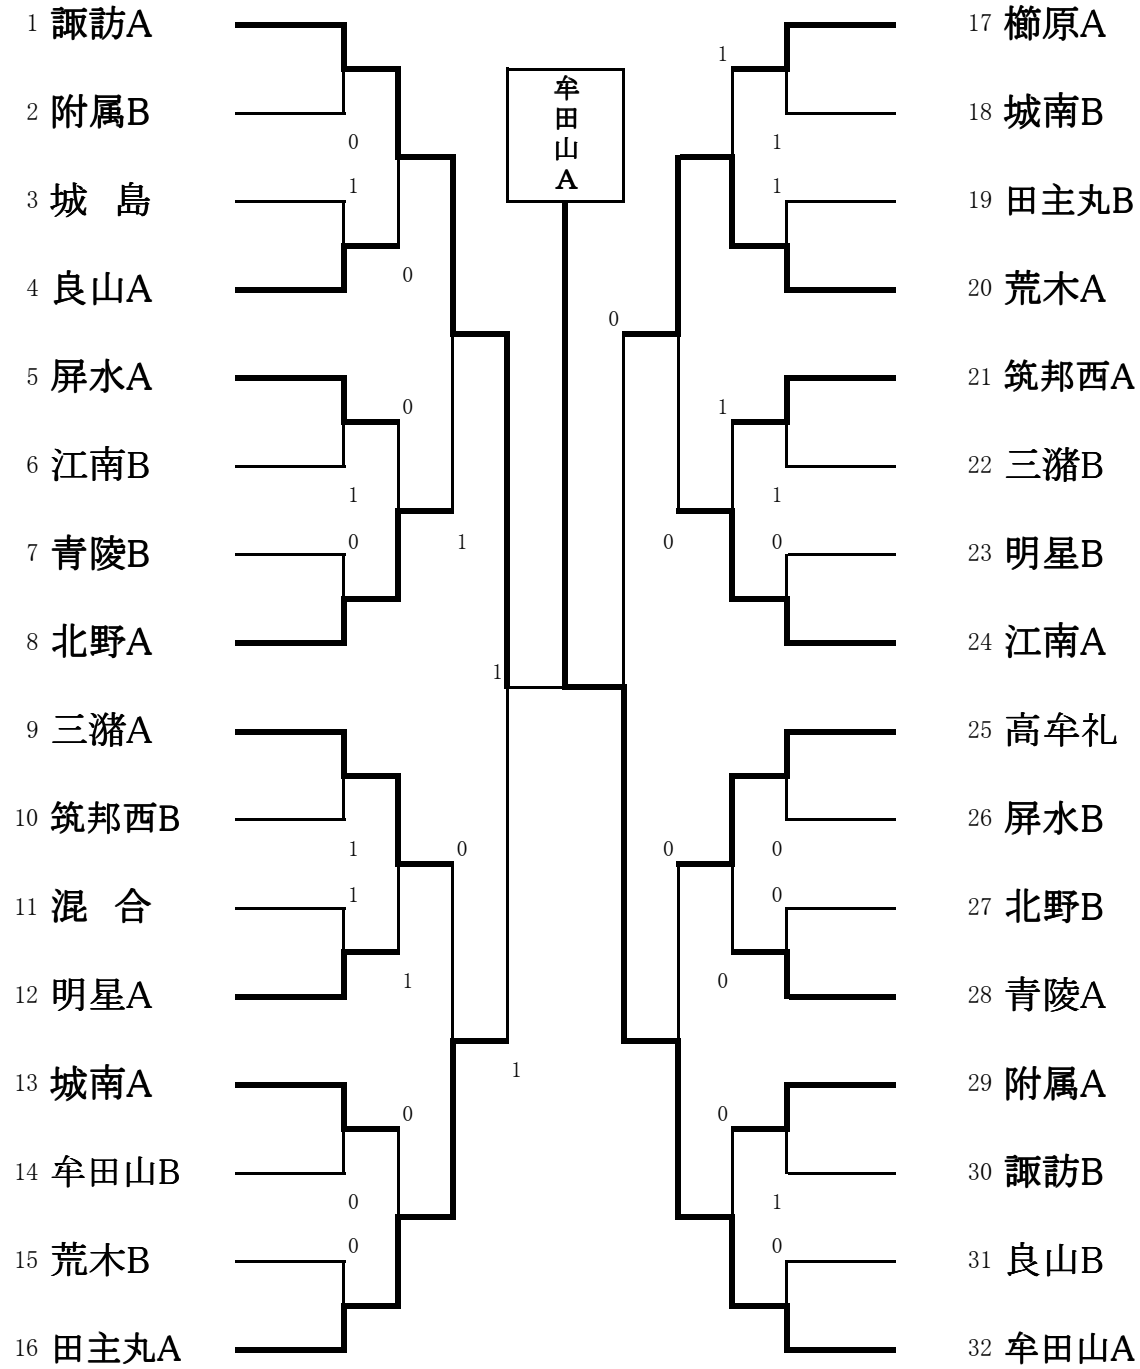 1 諏訪A
2 附属B
0
1
3 城 島
4 良山A
0
5 屏水A
0
6 江南B
1
7 青陵B
0
1
8 北野A
1
9 三潴A
10 筑邦西B
1
0
11 混 合
1
12 明星A
1
13 城南A
1
0
14 牟田山B
0
15 荒木B
0
16 田主丸A
牟田山A
17 櫛原A
1
18 城南B
1
19 田主丸B
1
20 荒木A
0
21 筑邦西A
1
22 三潴B
1
23 明星B
0
0
24 江南A
25 高牟礼
26 屏水B
0
0
27 北野B
0
28 青陵A
0
29 附属A
0
30 諏訪B
1
31 良山B
0
32 牟田山A